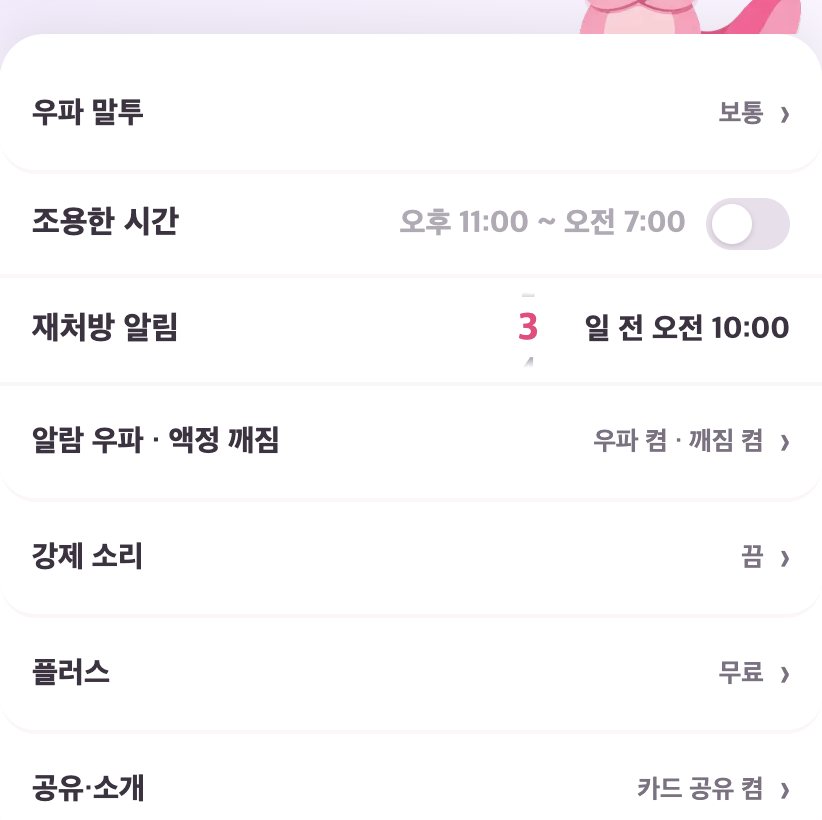 우파 말투 보통 ›
조용한 시간 오후 11:00 ~ 오전 7:00
재처방 알림 3 일 전 오전 10:00
알람 우파 · 액정 깨짐 우파 켬 · 깨짐 켬 ›
강제 소리 끔 ›
플러스 무료 ›
공유·소개 카드 공유 켬 ›